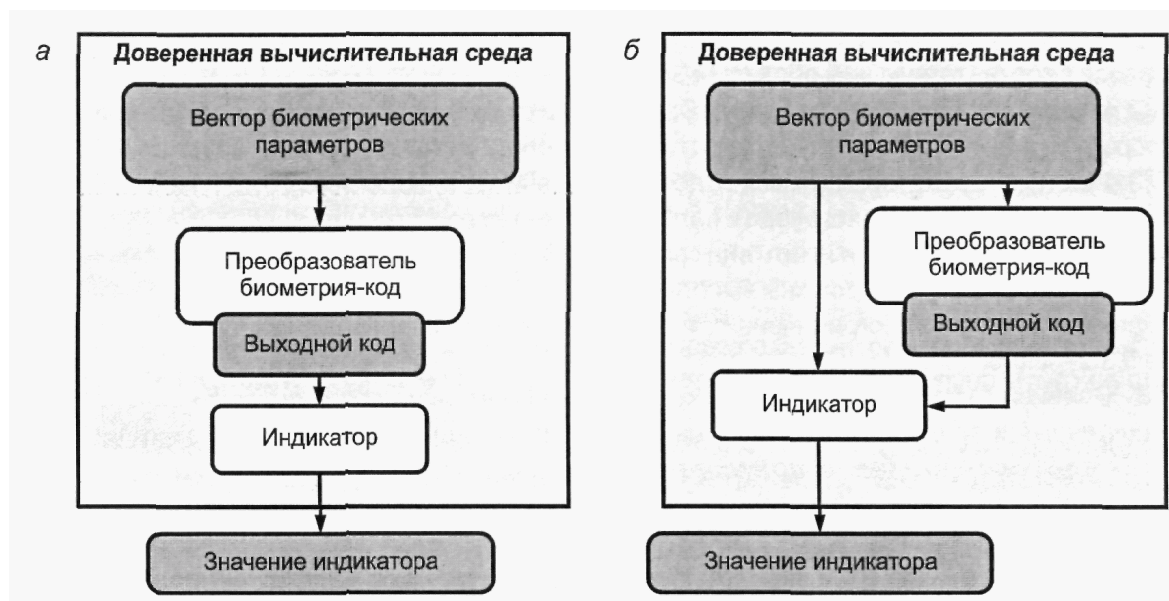 а
Доверенная вычислительная среда
Вектор биометрических
параметров
Преобразователь
биометрия-код
Выходной код
Индикатор
Значение индикатора
б
Доверенная вычислительная среда
Вектор биометрических
параметров
Преобразователь
биометрия-код
Выходной код
Индикатор
Значение индикатора